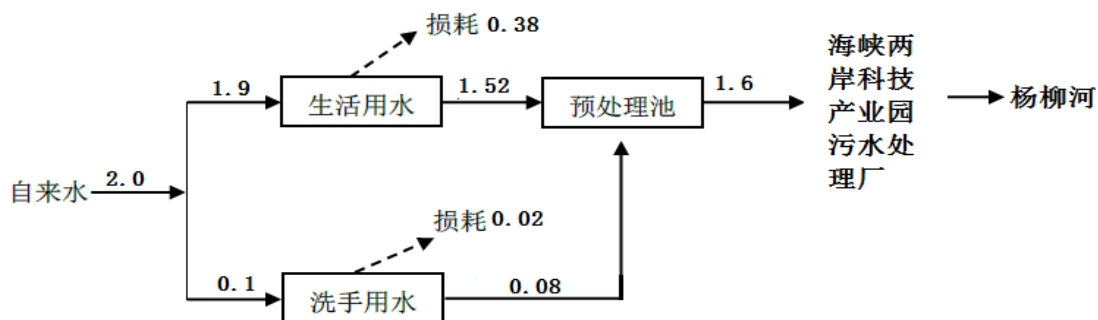 损耗 0.38
1.9
生活用水
1.52
预处理池
1.6
海峡两
岸科技
产业园
污水处
理厂
杨柳河
自来水
2.0
损耗 0.02
0.1
洗手用水
0.08